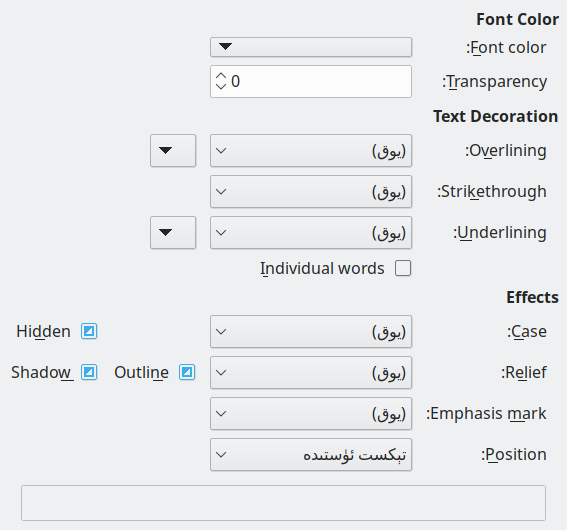 Font Color
Font color:
Transparency: 0
Text Decoration
Overlining: (يوق)
Strikethrough: (يوق)
Underlining: (يوق)
Individual words
Effects
Case: (يوق) Hidden
Relief: (يوق) Outline Shadow
Emphasis mark: (يوق)
Position: تېكست ئۈستىدە